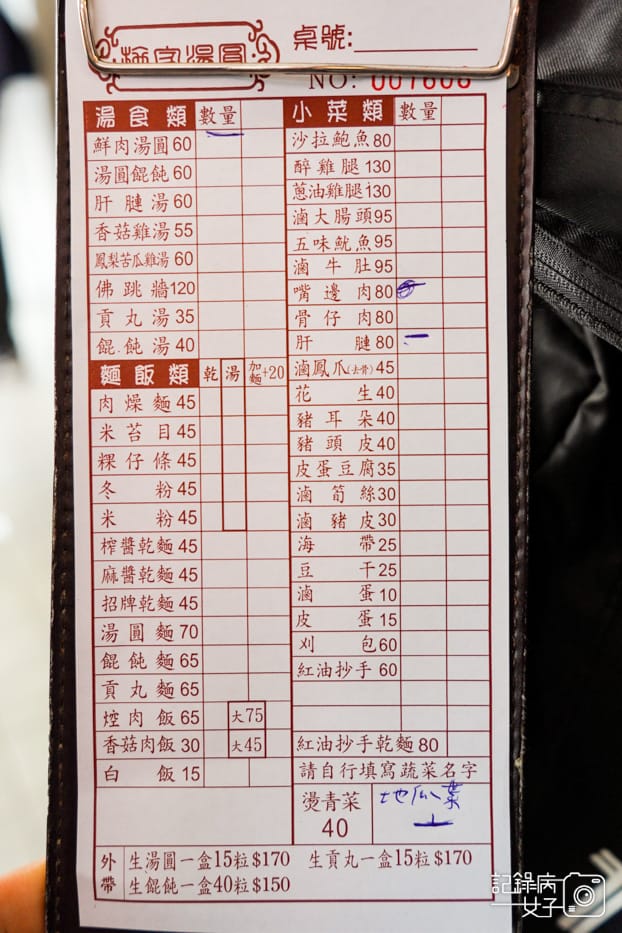 湯圓
桌號:
NO: 001608
湯食類 數量
鮮肉湯圓 60
湯圓餛飩 60
肝腱湯 60
香菇雞湯 55
鳳梨苦瓜雞湯 60
佛跳牆 120
貢丸湯 35
餛飩湯 40
麵飯類 乾 湯 加麵+20
肉燥麵 45
米苔目 45
粿仔條 45
冬粉 45
米粉 45
榨醬乾麵 45
麻醬乾麵 45
招牌乾麵 45
湯圓麵 70
餛飩麵 65
貢丸麵 65
焢肉飯 65 大75
香菇肉飯 30 大45
白飯 15
小菜類 數量
沙拉鮑魚 80
醉雞腿 130
蔥油雞腿 130
滷大腸頭 95
五味魷魚 95
滷牛肚 95
嘴邊肉 80
骨仔肉 80
肝腱 80 一
滷鳳爪(去骨) 45
花生 40
豬耳朵 40
豬頭皮 40
皮蛋豆腐 35
滷筍絲 30
滷豬皮 30
海帶 25
豆干 25
滷蛋 10
皮蛋 15
刈包 60
紅油抄手 60
紅油抄手乾麵 80
請自行填寫蔬菜名字
燙青菜 40 地瓜葉
外帶
生湯圓一盒15粒$170 生貢丸一盒15粒$170
生餛飩一盒40粒$150
記錄病女子